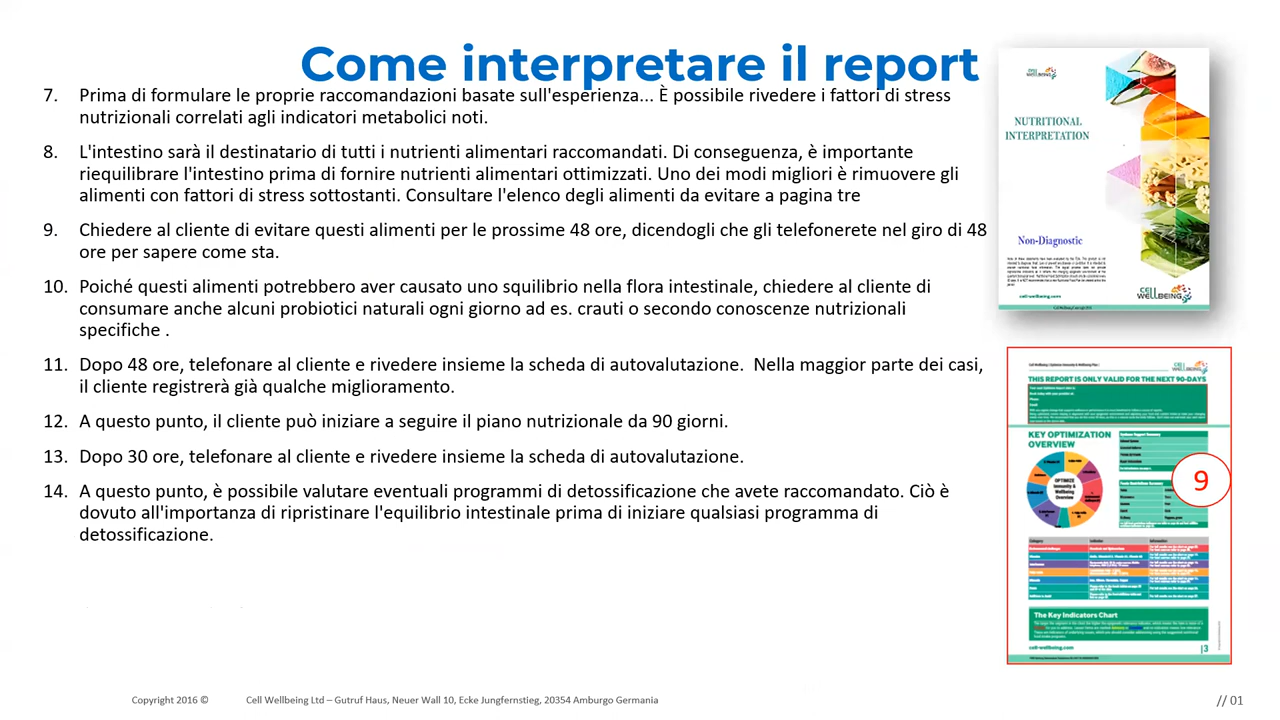 Come interpretare il report
7. Prima di formulare le proprie raccomandazioni basate sull'esperienza... È possibile rivedere i fattori di stress
nutrizionali correlati agli indicatori metabolici noti.
8. L'intestino sarà il destinatario di tutti i nutrienti alimentari raccomandati. Di conseguenza, è importante
riequilibrare l'intestino prima di fornire nutrienti alimentari ottimizzati. Uno dei modi migliori è rimuovere gli
alimenti con fattori di stress sottostanti. Consultare l'elenco degli alimenti da evitare a pagina tre
9. Chiedere al cliente di evitare questi alimenti per le prossime 48 ore, dicendogli che gli telefonerete nel giro di 48
ore per sapere come sta.
10. Poiché questi alimenti potrebbero aver causato uno squilibrio nella flora intestinale, chiedere al cliente di
consumare anche alcuni probiotici naturali ogni giorno ad es. crauti o secondo conoscenze nutrizionali
specifiche .
11. Dopo 48 ore, telefonare al cliente e rivedere insieme la scheda di autovalutazione. Nella maggior parte dei casi,
il cliente registrerà già qualche miglioramento.
12. A questo punto, il cliente può iniziare a seguire il piano nutrizionale da 90 giorni.
13. Dopo 30 ore, telefonare al cliente e rivedere insieme la scheda di autovalutazione.
14. A questo punto, è possibile valutare eventuali programmi di detossificazione che avete raccomandato. Ciò è
dovuto all'importanza di ripristinare l'equilibrio intestinale prima di iniziare qualsiasi programma di
detossificazione.
CELL WELLBEING
NUTRITIONAL
INTERPRETATION
Non-Diagnostic
cell-wellbeing.com
CELL WELLBEING
THIS REPORT IS ONLY VALID FOR THE NEXT 90-DAYS
KEY OPTIMIZATION
OVERVIEW
OPTIMIZE
Immunity &
Wellbeing
Overview
9
The Key Indicators Chart
cell-wellbeing.com
|3
Copyright 2016 © Cell Wellbeing Ltd – Gutruf Haus, Neuer Wall 10, Ecke Jungfernstieg, 20354 Amburgo Germania
// 01